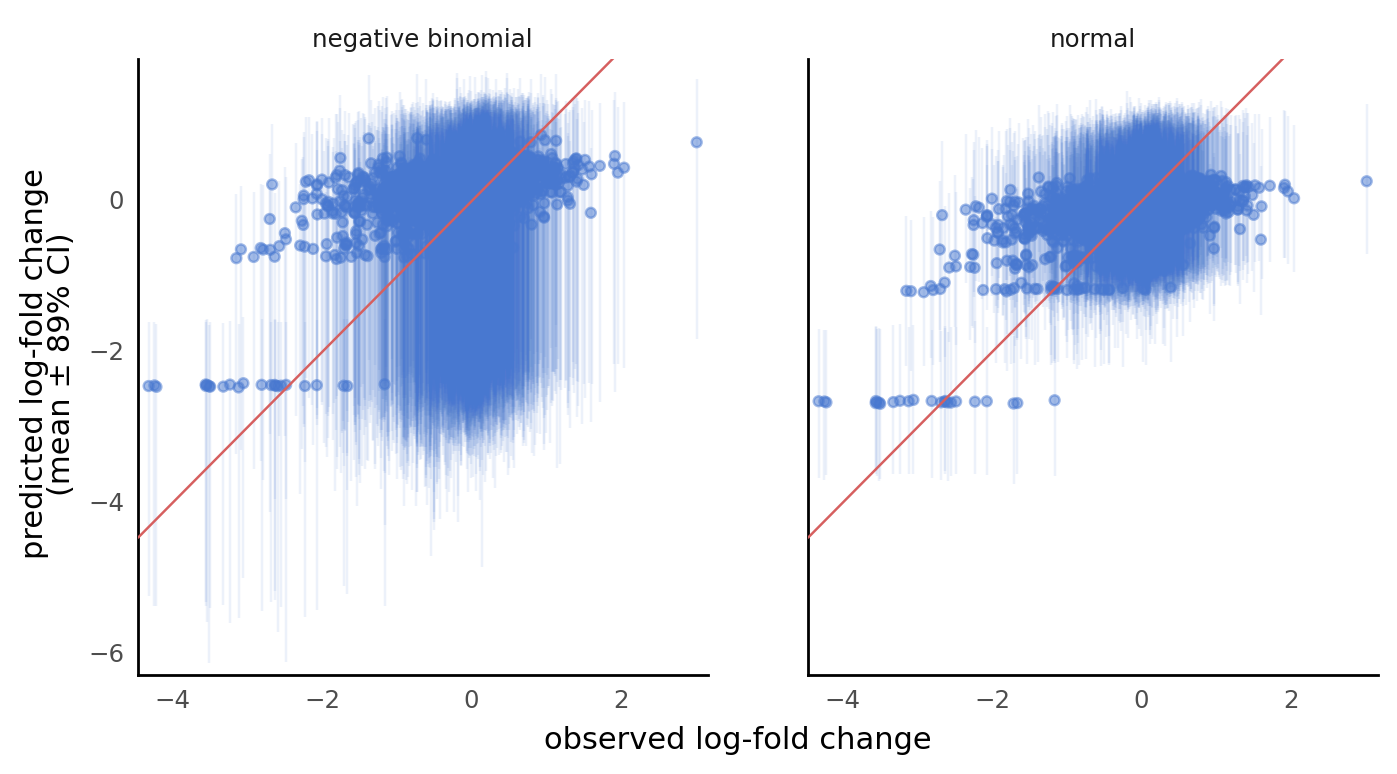 negative binomial
normal
predicted log-fold change
(mean ± 89% CI)
0
−2
−4
−6
−4
−2
0
2
−4
−2
0
2
observed log-fold change